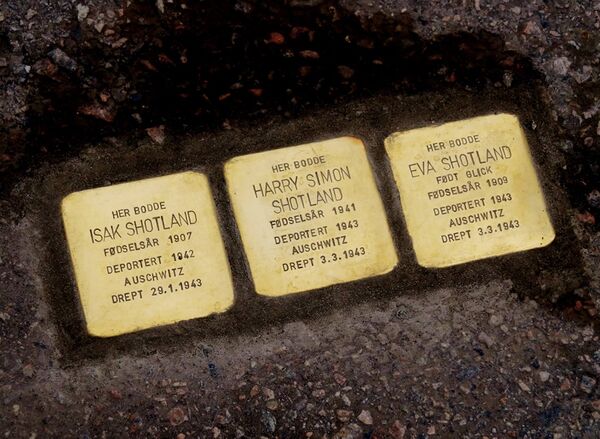 HER BODDE
ISAK SHOTLAND
FØDSELSÅR 1907
DEPORTERT 1942
AUSCHWITZ
DREPT 29.1.1943
HER BODDE
HARRY SIMON
SHOTLAND
FØDSELSÅR 1941
DEPORTERT 1943
AUSCHWITZ
DREPT 3.3.1943
HER BODDE
EVA SHOTLAND
FØDT GLICK
FØDSELSÅR 1909
DEPORTERT 1943
AUSCHWITZ
DREPT 3.3.1943